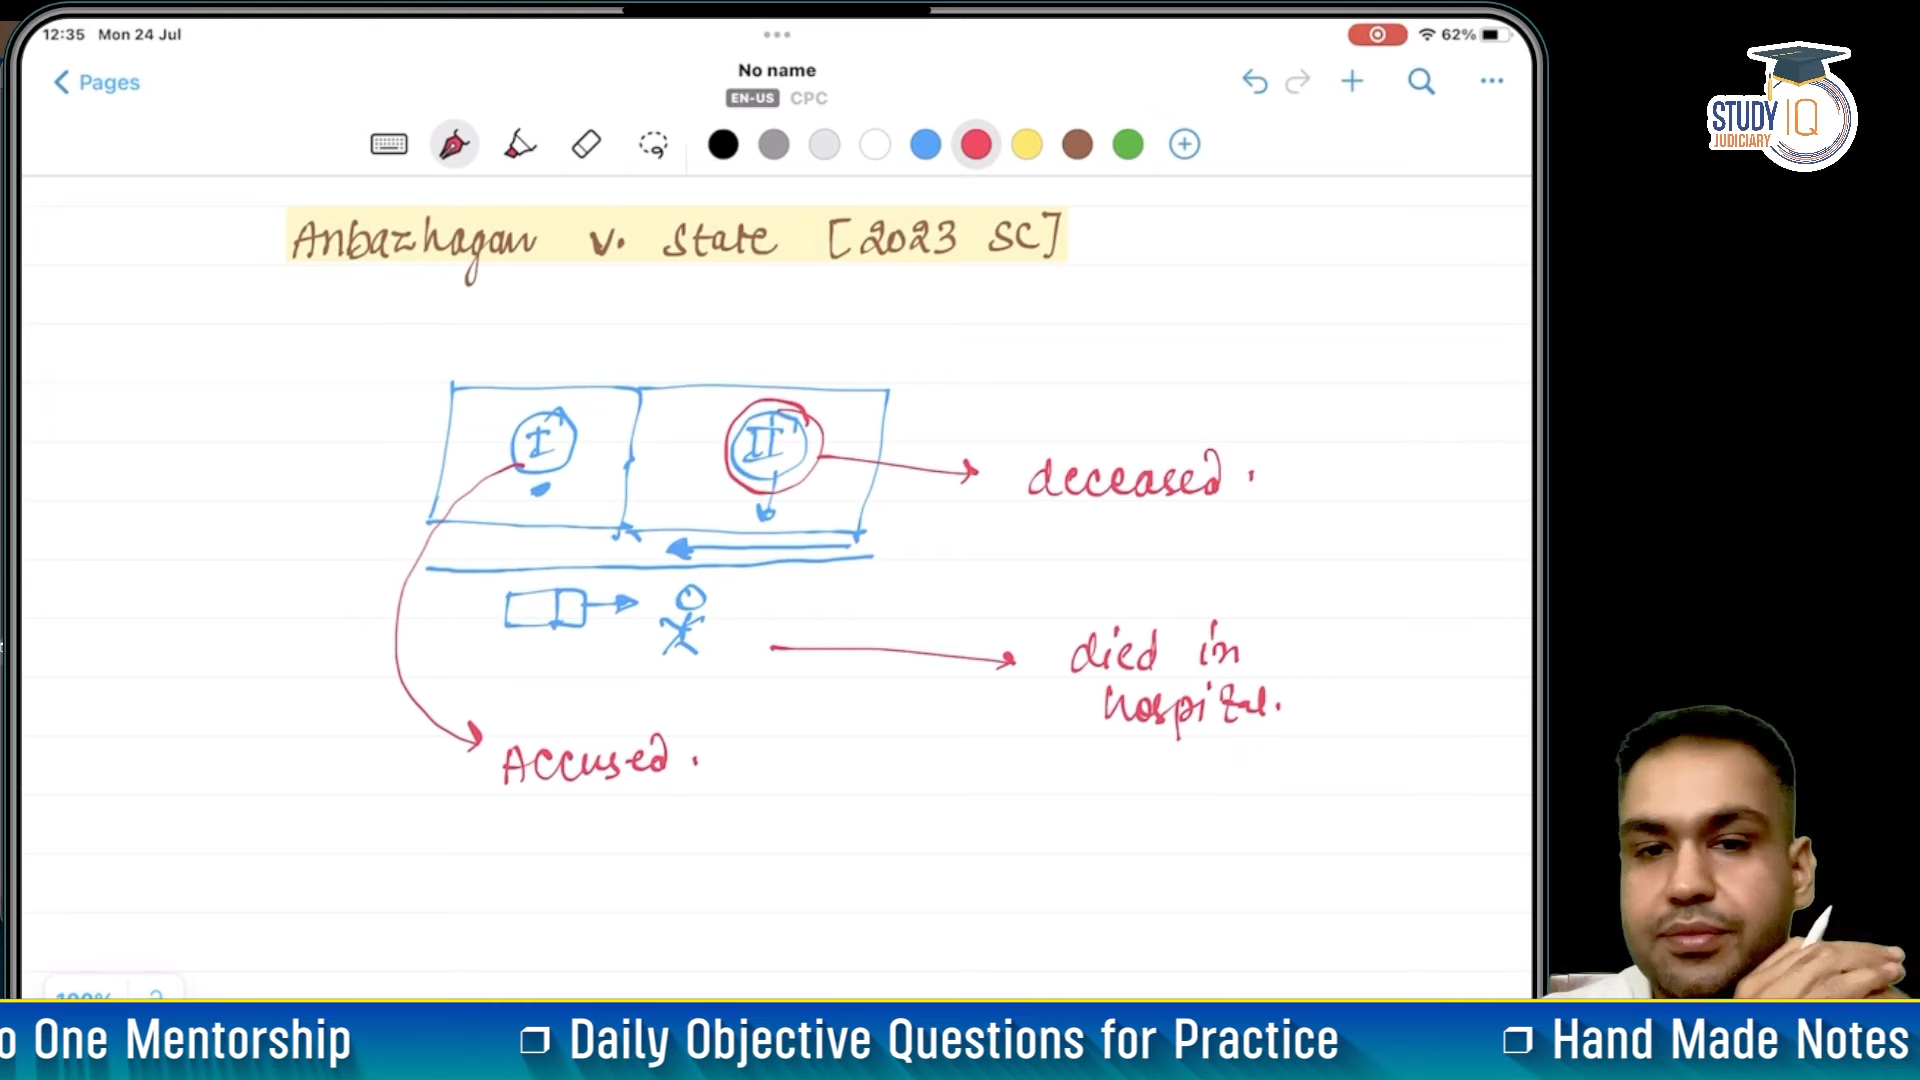 12:35 Mon 24 Jul
62%
Pages
No name
EN-US CPC
STUDY IQ
JUDICIARY
Anbazhagan v. State [2023 SC]
I
II
deceased.
died in
hospital.
Accused.
100%
o One Mentorship
Daily Objective Questions for Practice
Hand Made Notes